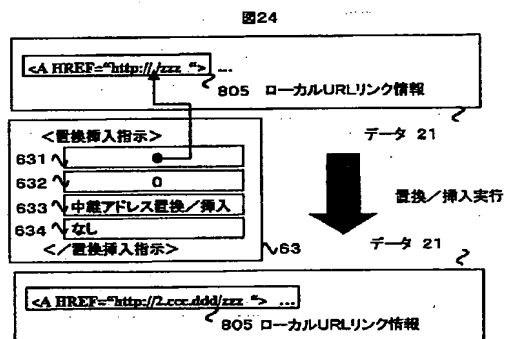 図24
<A HREF="http://./zzz "> ...
805 ローカルURLリンク情報
データ 21
<置換挿入指示>
631
632 0
633 中継アドレス置換/挿入
634 なし
</置換挿入指示>
63
置換/挿入実行
データ 21
<A HREF="http://2.ccc.ddd/zzz "> ...
805 ローカルURLリンク情報